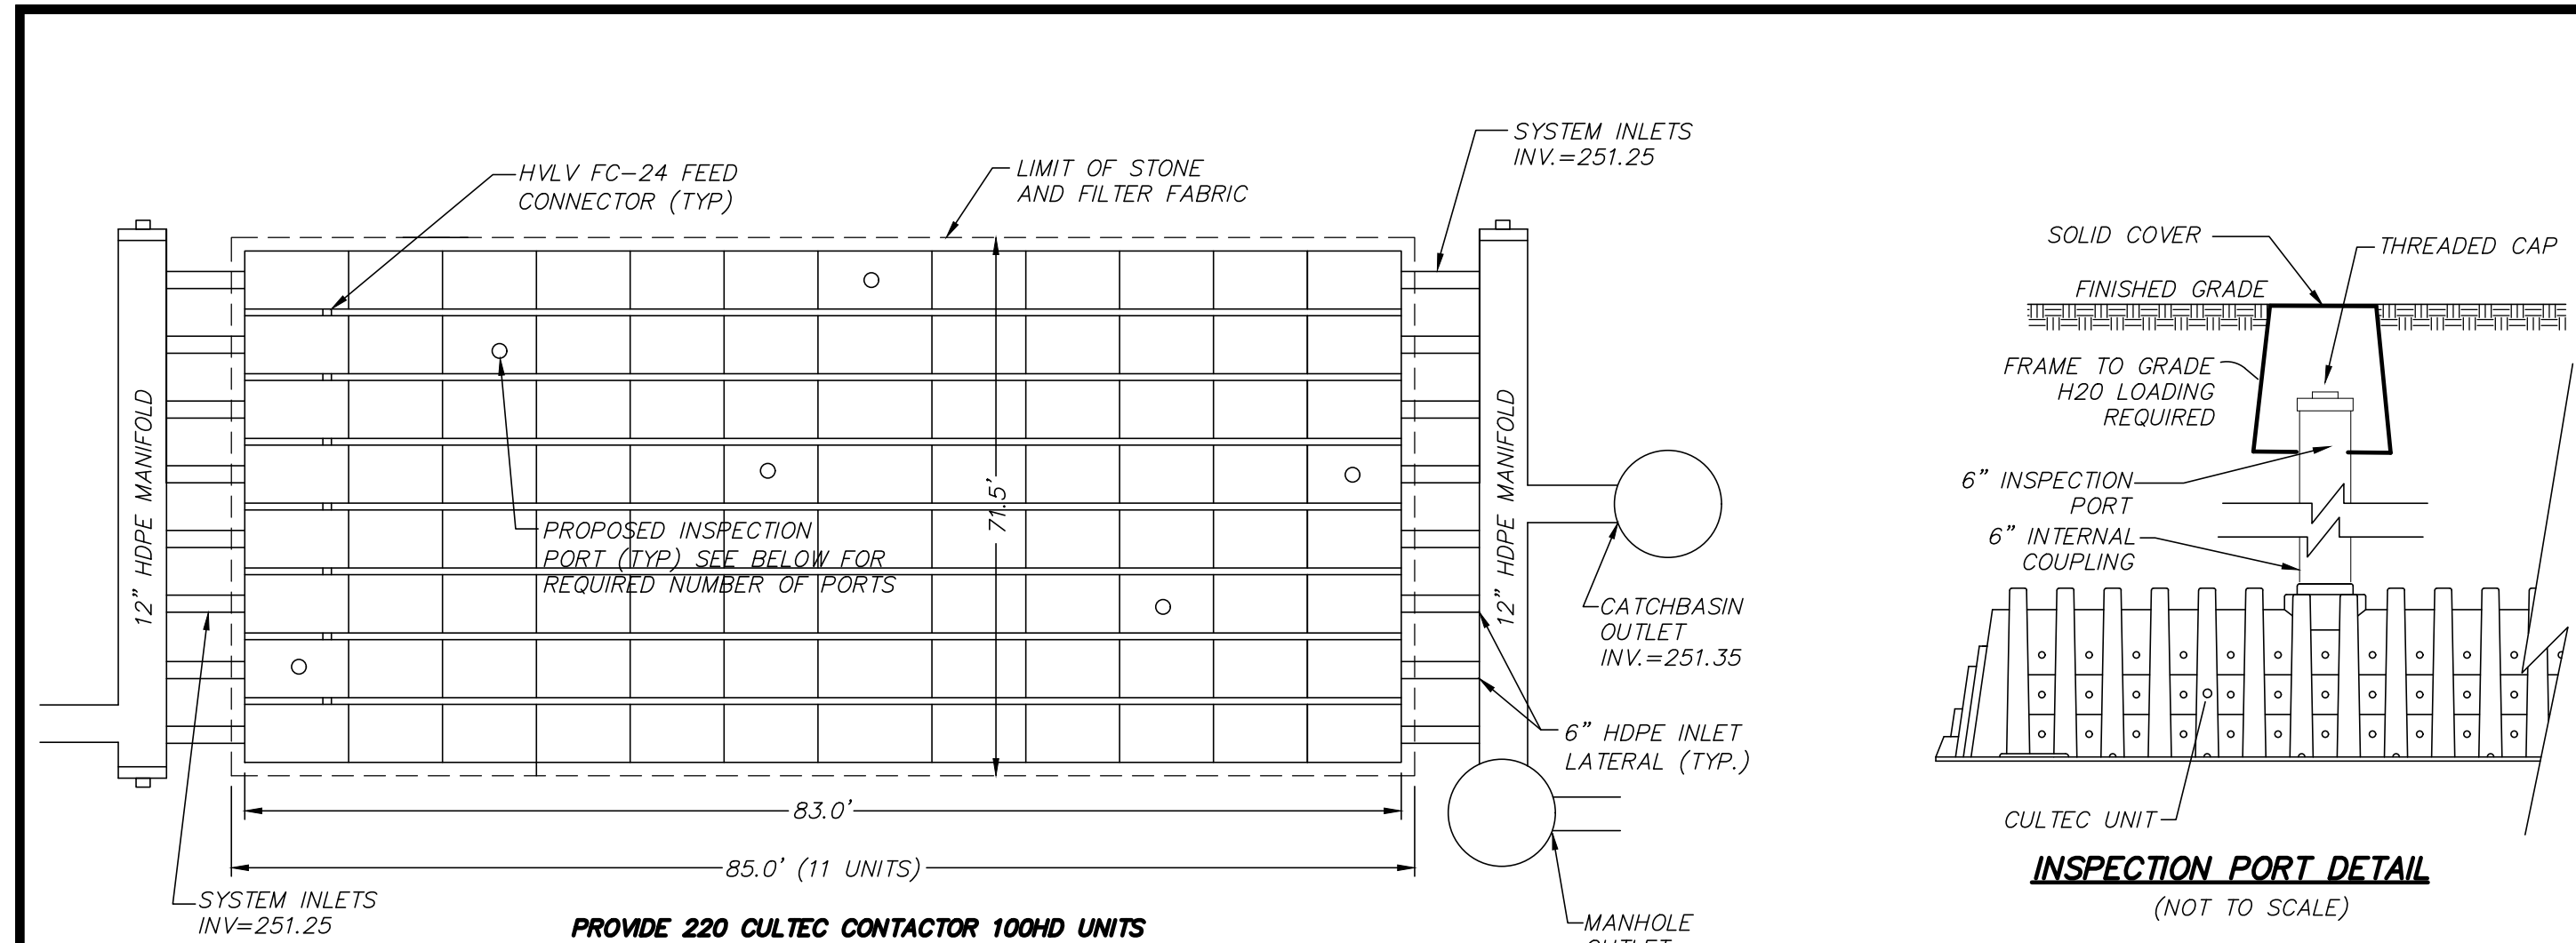 SYSTEM INLETS
INV.=251.25
HVLV FC-24 FEED
CONNECTOR (TYP)
LIMIT OF STONE
AND FILTER FABRIC
12" HDPE MANIFOLD
71.5'
PROPOSED INSPECTION
PORT (TYP) SEE BELOW FOR
REQUIRED NUMBER OF PORTS
12" HDPE MANIFOLD
CATCHBASIN
OUTLET
INV.=251.35
6" HDPE INLET
LATERAL (TYP.)
83.0'
85.0' (11 UNITS)
SYSTEM INLETS
INV=251.25
PROVIDE 220 CULTEC CONTACTOR 100HD UNITS
MANHOLE
OUTLET
SOLID COVER
THREADED CAP
FINISHED GRADE
FRAME TO GRADE
H20 LOADING
REQUIRED
6" INSPECTION
PORT
6" INTERNAL
COUPLING
CULTEC UNIT
INSPECTION PORT DETAIL
(NOT TO SCALE)